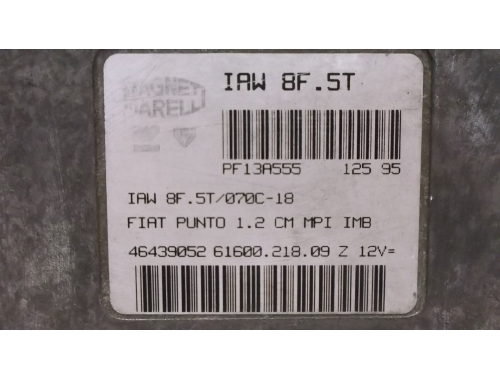 IAW 8F.5T
MAGNETI
MARELLI
PF13A555 125 95
IAW 8F.5T/070C-18
FIAT PUNTO 1.2 CM MPI IMB
46439052 61600.218.09 Z 12V=